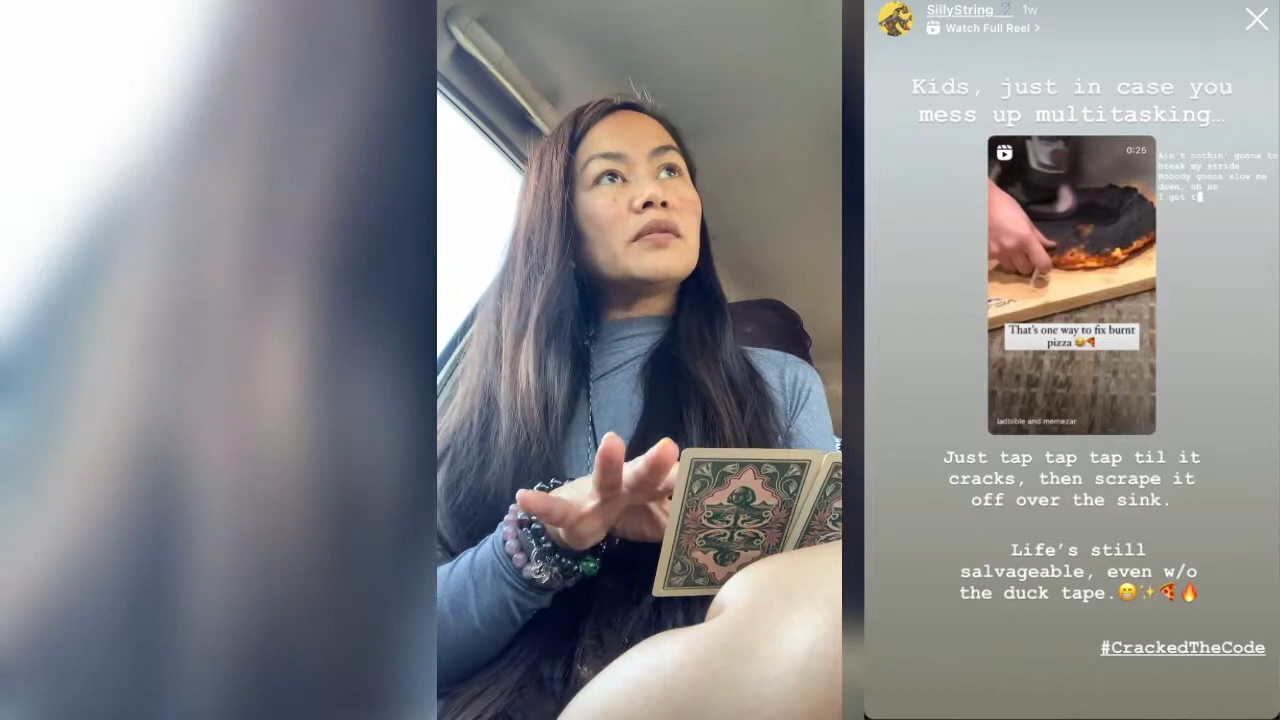 SillyString 1w
Watch Full Reel >
Kids, just in case you
mess up multitasking…
0:25
Ain't nothin' gonna to
break my stride
Nobody gonna slow me
down, oh no
I got t
That's one way to fix burnt
pizza 😂🍕
ladbible and memezar
Just tap tap tap til it
cracks, then scrape it
off over the sink.
Life's still
salvageable, even w/o
the duck tape.😁✨🍕🔥
#CrackedTheCode